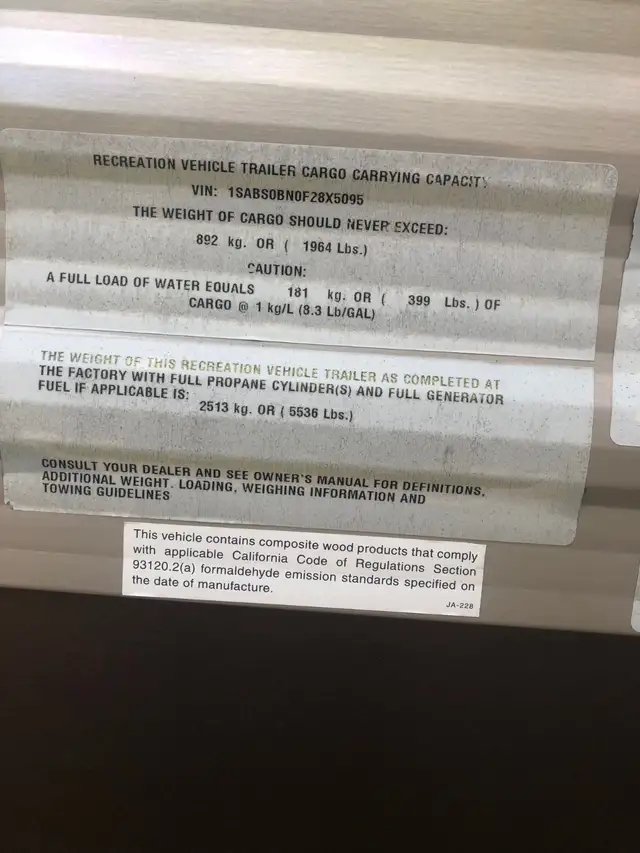 RECREATION VEHICLE TRAILER CARGO CARRYING CAPACITY
VIN: 1SABS0BN0F28X5095
THE WEIGHT OF CARGO SHOULD NEVER EXCEED:
892 kg. OR ( 1964 Lbs.)
CAUTION:
A FULL LOAD OF WATER EQUALS 181 kg. OR ( 399 Lbs. ) OF
CARGO @ 1 kg/L (8.3 Lb/GAL)
THE WEIGHT OF THIS RECREATION VEHICLE TRAILER AS COMPLETED AT
THE FACTORY WITH FULL PROPANE CYLINDER(S) AND FULL GENERATOR
FUEL IF APPLICABLE IS:
2513 kg. OR ( 5536 Lbs.)
CONSULT YOUR DEALER AND SEE OWNER'S MANUAL FOR DEFINITIONS,
ADDITIONAL WEIGHT. LOADING, WEIGHING INFORMATION AND
TOWING GUIDELINES
This vehicle contains composite wood products that comply
with applicable California Code of Regulations Section
93120.2(a) formaldehyde emission standards specified on
the date of manufacture.
JA-228